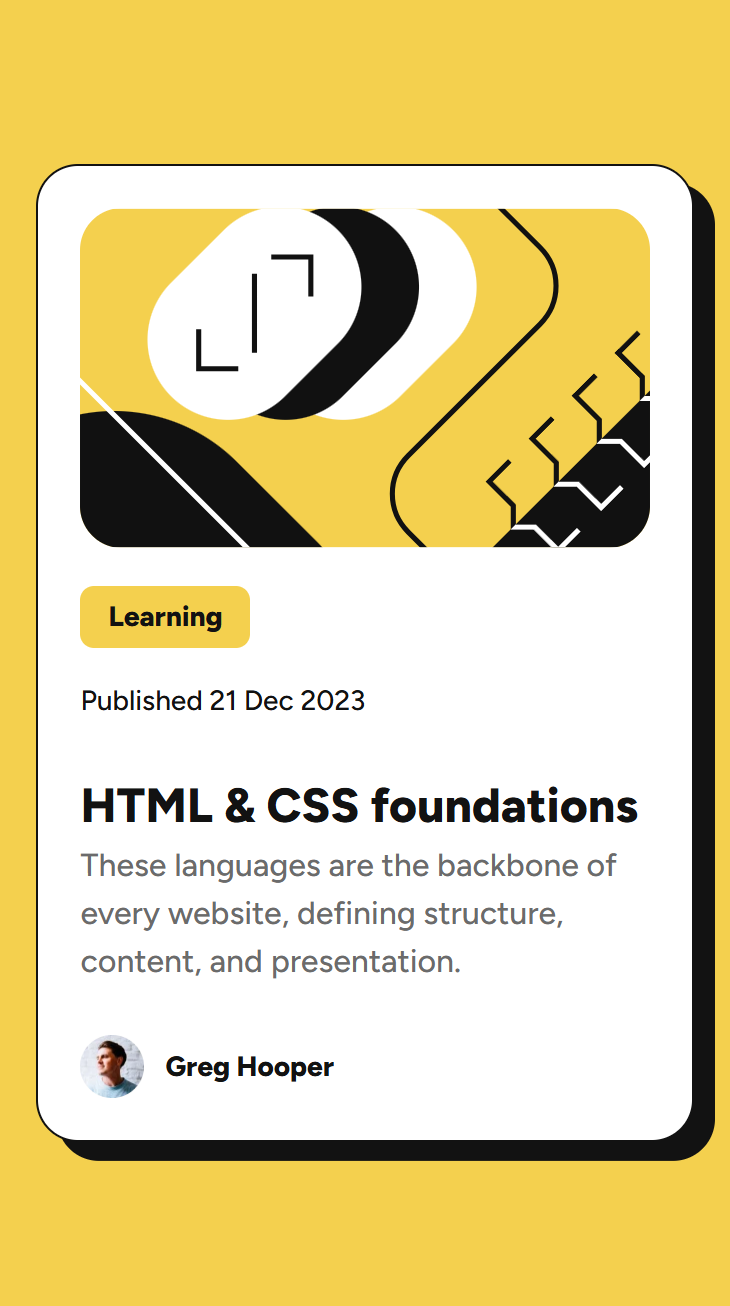 Learning
Published 21 Dec 2023
HTML & CSS foundations
These languages are the backbone of
every website, defining structure,
content, and presentation.
Greg Hooper